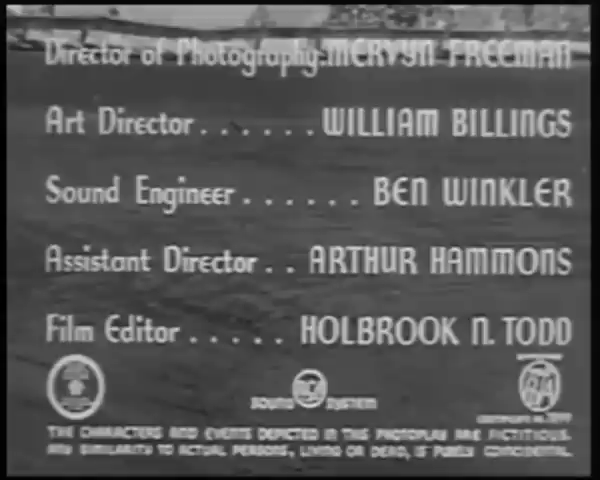 Director of Photography: MERVYN FREEMAN
Art Director . . . . . . WILLIAM BILLINGS
Sound Engineer . . . . . . BEN WINKLER
Assistant Director . . ARTHUR HAMMONS
Film Editor . . . . . HOLBROOK N. TODD
RCA
SOUND SYSTEM
THE CHARACTERS AND EVENTS DEPICTED IN THIS PHOTOPLAY ARE FICTITIOUS.
ANY SIMILARITY TO ACTUAL PERSONS, LIVING OR DEAD, IS PURELY COINCIDENTAL.